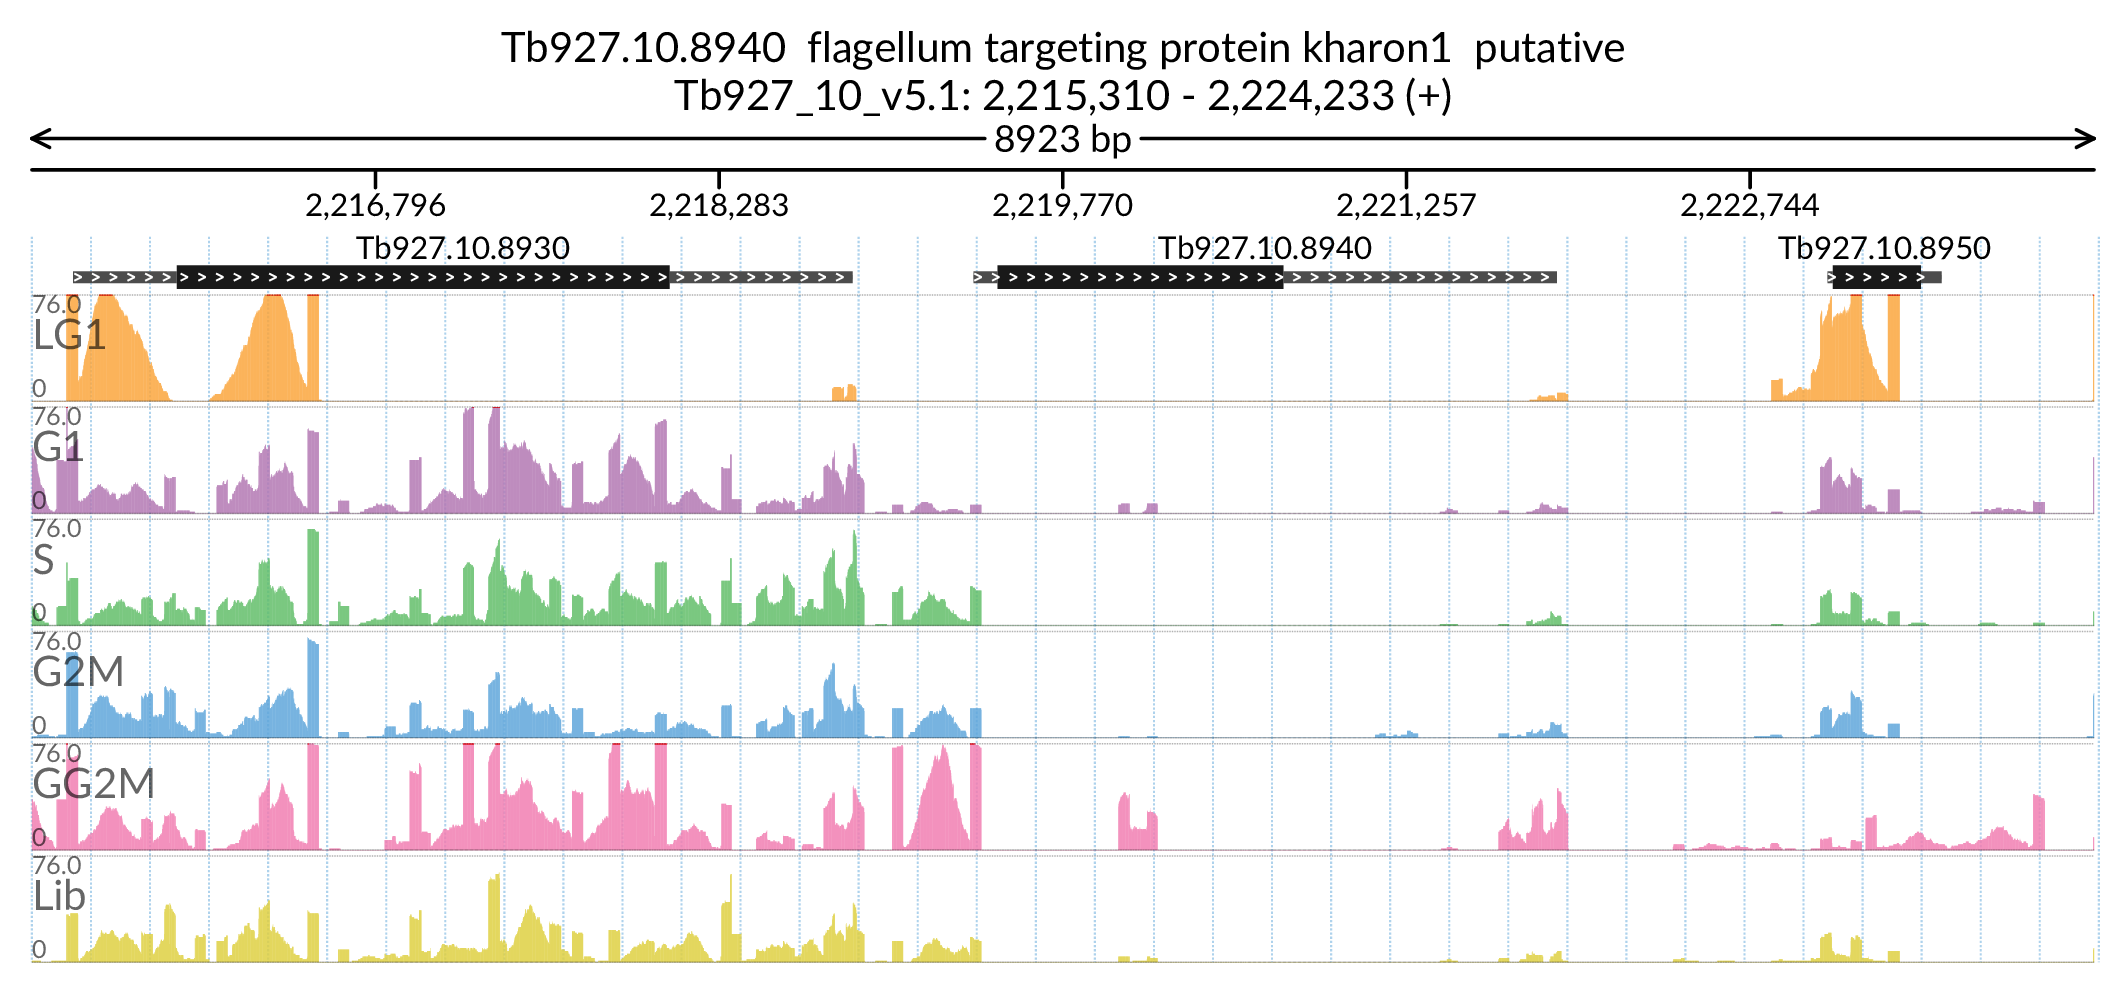 Tb927.10.8940  flagellum targeting protein kharon1  putative
Tb927_10_v5.1: 2,215,310 - 2,224,233 (+)
8923 bp
2,216,796 2,218,283 2,219,770 2,221,257 2,222,744
Tb927.10.8930 Tb927.10.8940 Tb927.10.8950
76.0
LG1
0
76.0
G1
0
76.0
S
0
76.0
G2M
0
76.0
GG2M
0
76.0
Lib
0